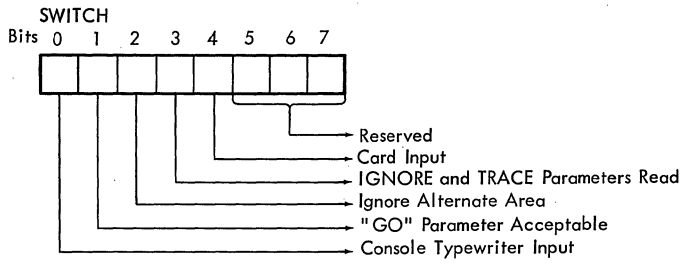 SWITCH
Bits 0 1 2 3 4 5 6 7
Reserved
Card Input
IGNORE and TRACE Parameters Read
Ignore Alternate Area
"GO" Parameter Acceptable
Console Typewriter Input